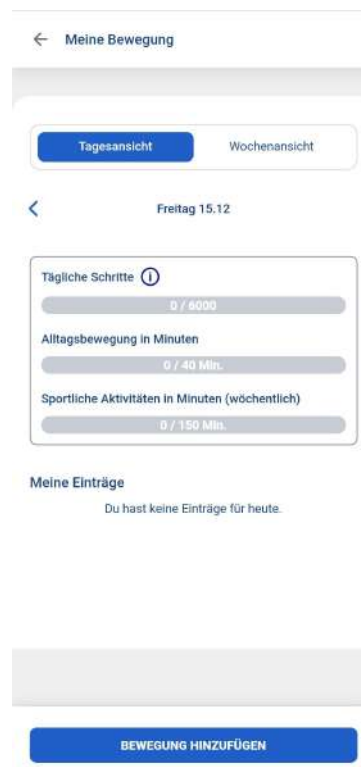 Meine Bewegung
Tagesansicht
Wochenansicht
Freitag 15.12
Tägliche Schritte
0 / 6000
Alltagsbewegung in Minuten
0 / 40 Min.
Sportliche Aktivitäten in Minuten (wöchentlich)
0 / 150 Min.
Meine Einträge
Du hast keine Einträge für heute.
BEWEGUNG HINZUFÜGEN